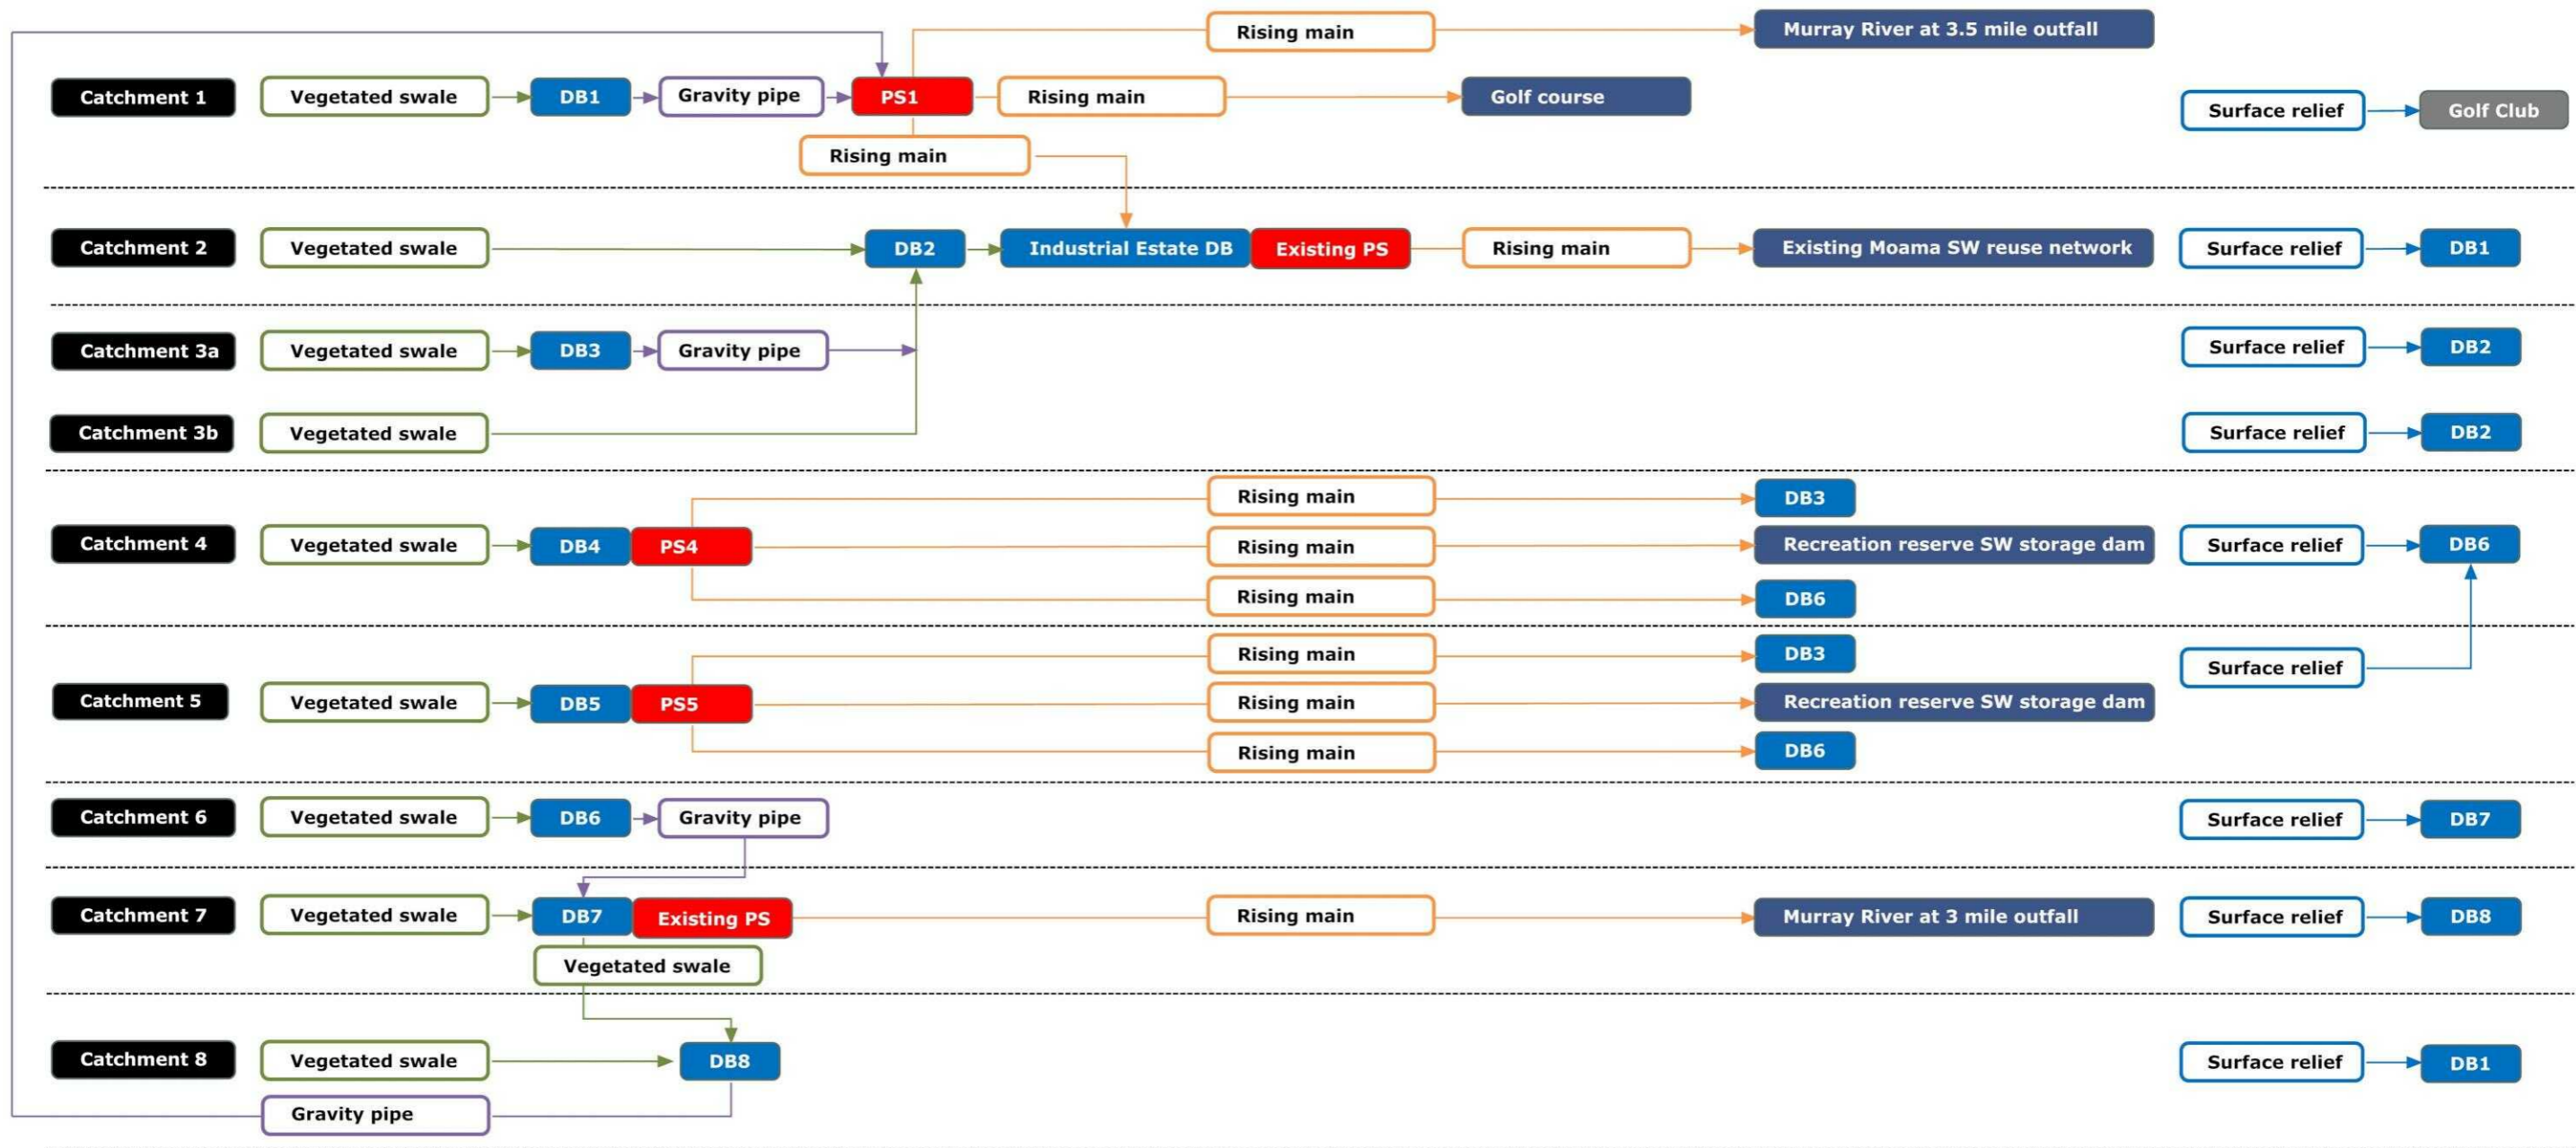 Rising main
Murray River at 3.5 mile outfall
Catchment 1
Vegetated swale
DB1
Gravity pipe
PS1
Rising main
Golf course
Surface relief
Golf Club
Rising main
Catchment 2
Vegetated swale
DB2
Industrial Estate DB
Existing PS
Rising main
Existing Moama SW reuse network
Surface relief
DB1
Catchment 3a
Vegetated swale
DB3
Gravity pipe
Surface relief
DB2
Catchment 3b
Vegetated swale
Surface relief
DB2
Rising main
DB3
Catchment 4
Vegetated swale
DB4
PS4
Rising main
Recreation reserve SW storage dam
Surface relief
DB6
Rising main
DB6
Rising main
DB3
Surface relief
Catchment 5
Vegetated swale
DB5
PS5
Rising main
Recreation reserve SW storage dam
Rising main
DB6
Catchment 6
Vegetated swale
DB6
Gravity pipe
Surface relief
DB7
Catchment 7
Vegetated swale
DB7
Existing PS
Rising main
Murray River at 3 mile outfall
Surface relief
DB8
Vegetated swale
Catchment 8
Vegetated swale
DB8
Surface relief
DB1
Gravity pipe